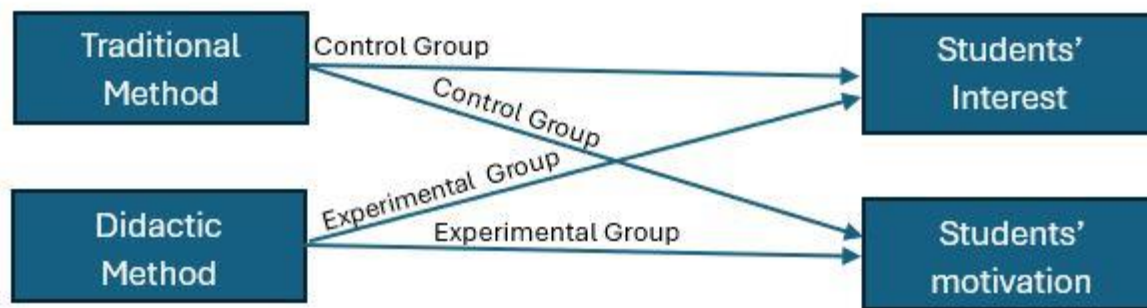 Traditional
Method
Control Group
Students’
Interest
Control Group
Experimental Group
Didactic
Method
Experimental Group
Students’
motivation